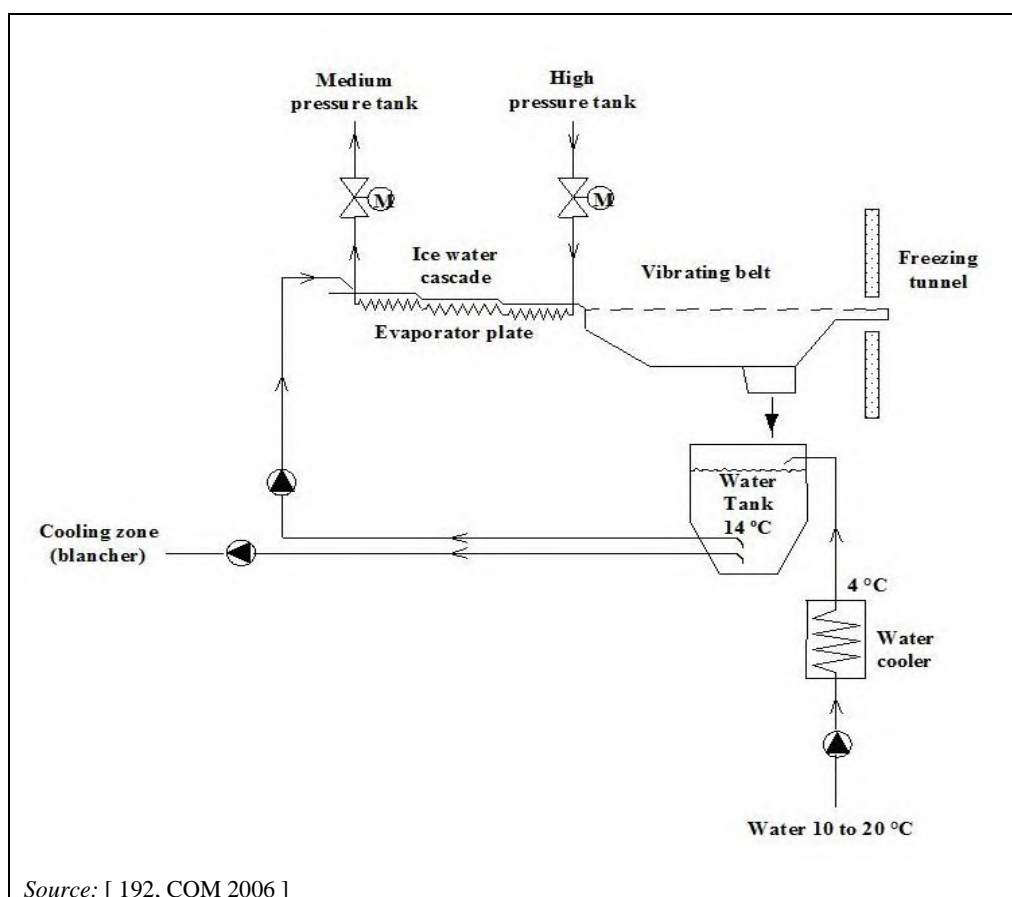 Medium
pressure tank
High
pressure tank
M
M
Ice water
cascade
Vibrating belt
Freezing
tunnel
Evaporator plate
Water
Tank
14 °C
Cooling zone
(blancher)
4 °C
Water
cooler
Water 10 to 20 °C
Source: [ 192, COM 2006 ]